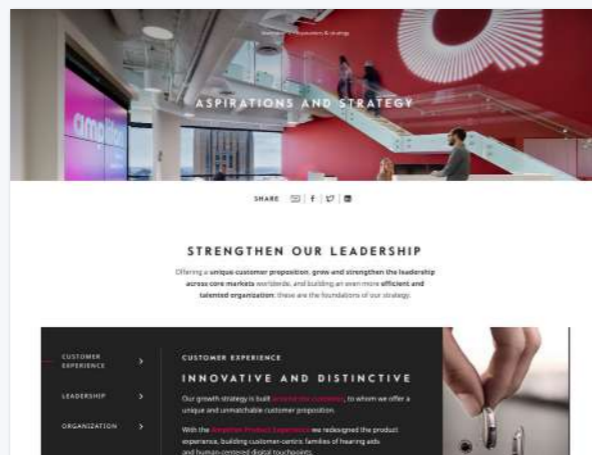 amplifon
ASPIRATIONS AND STRATEGY
SHARE
STRENGTHEN OUR LEADERSHIP
Offering a unique customer proposition, grow and strengthen the leadership
across core markets worldwide, and building an even more efficient and
talented organization: these are the foundations of our strategy.
CUSTOMER
EXPERIENCE
LEADERSHIP
ORGANIZATION
CUSTOMER EXPERIENCE
INNOVATIVE AND DISTINCTIVE
Our growth strategy is built around the customer, to whom we offer a
unique and unmatchable customer proposition.
With the Amplifon Product Experience we redesigned the product
experience, building customer-centric families of hearing aids
and human-centered digital touchpoints.